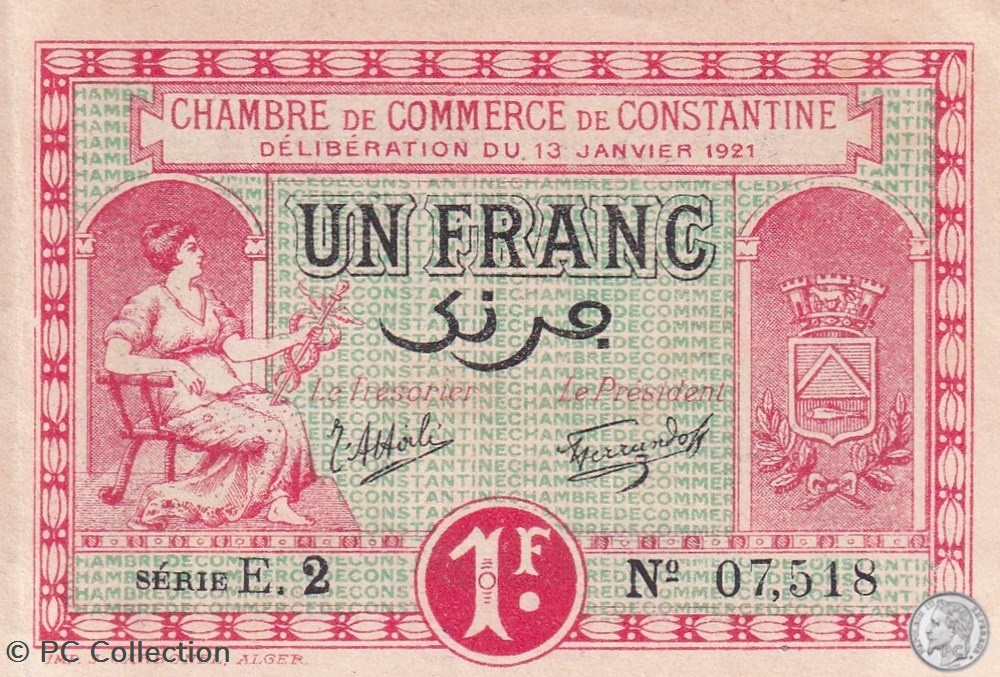 CHAMBRE DE COMMERCE DE CONSTANTINE
DÉLIBÉRATION DU 13 JANVIER 1921
UN FRANC
فرنك
Le Trésorier Le Président
1F.
SÉRIE E. 2 Nº 07,518
ALGER.
© PC Collection
PC